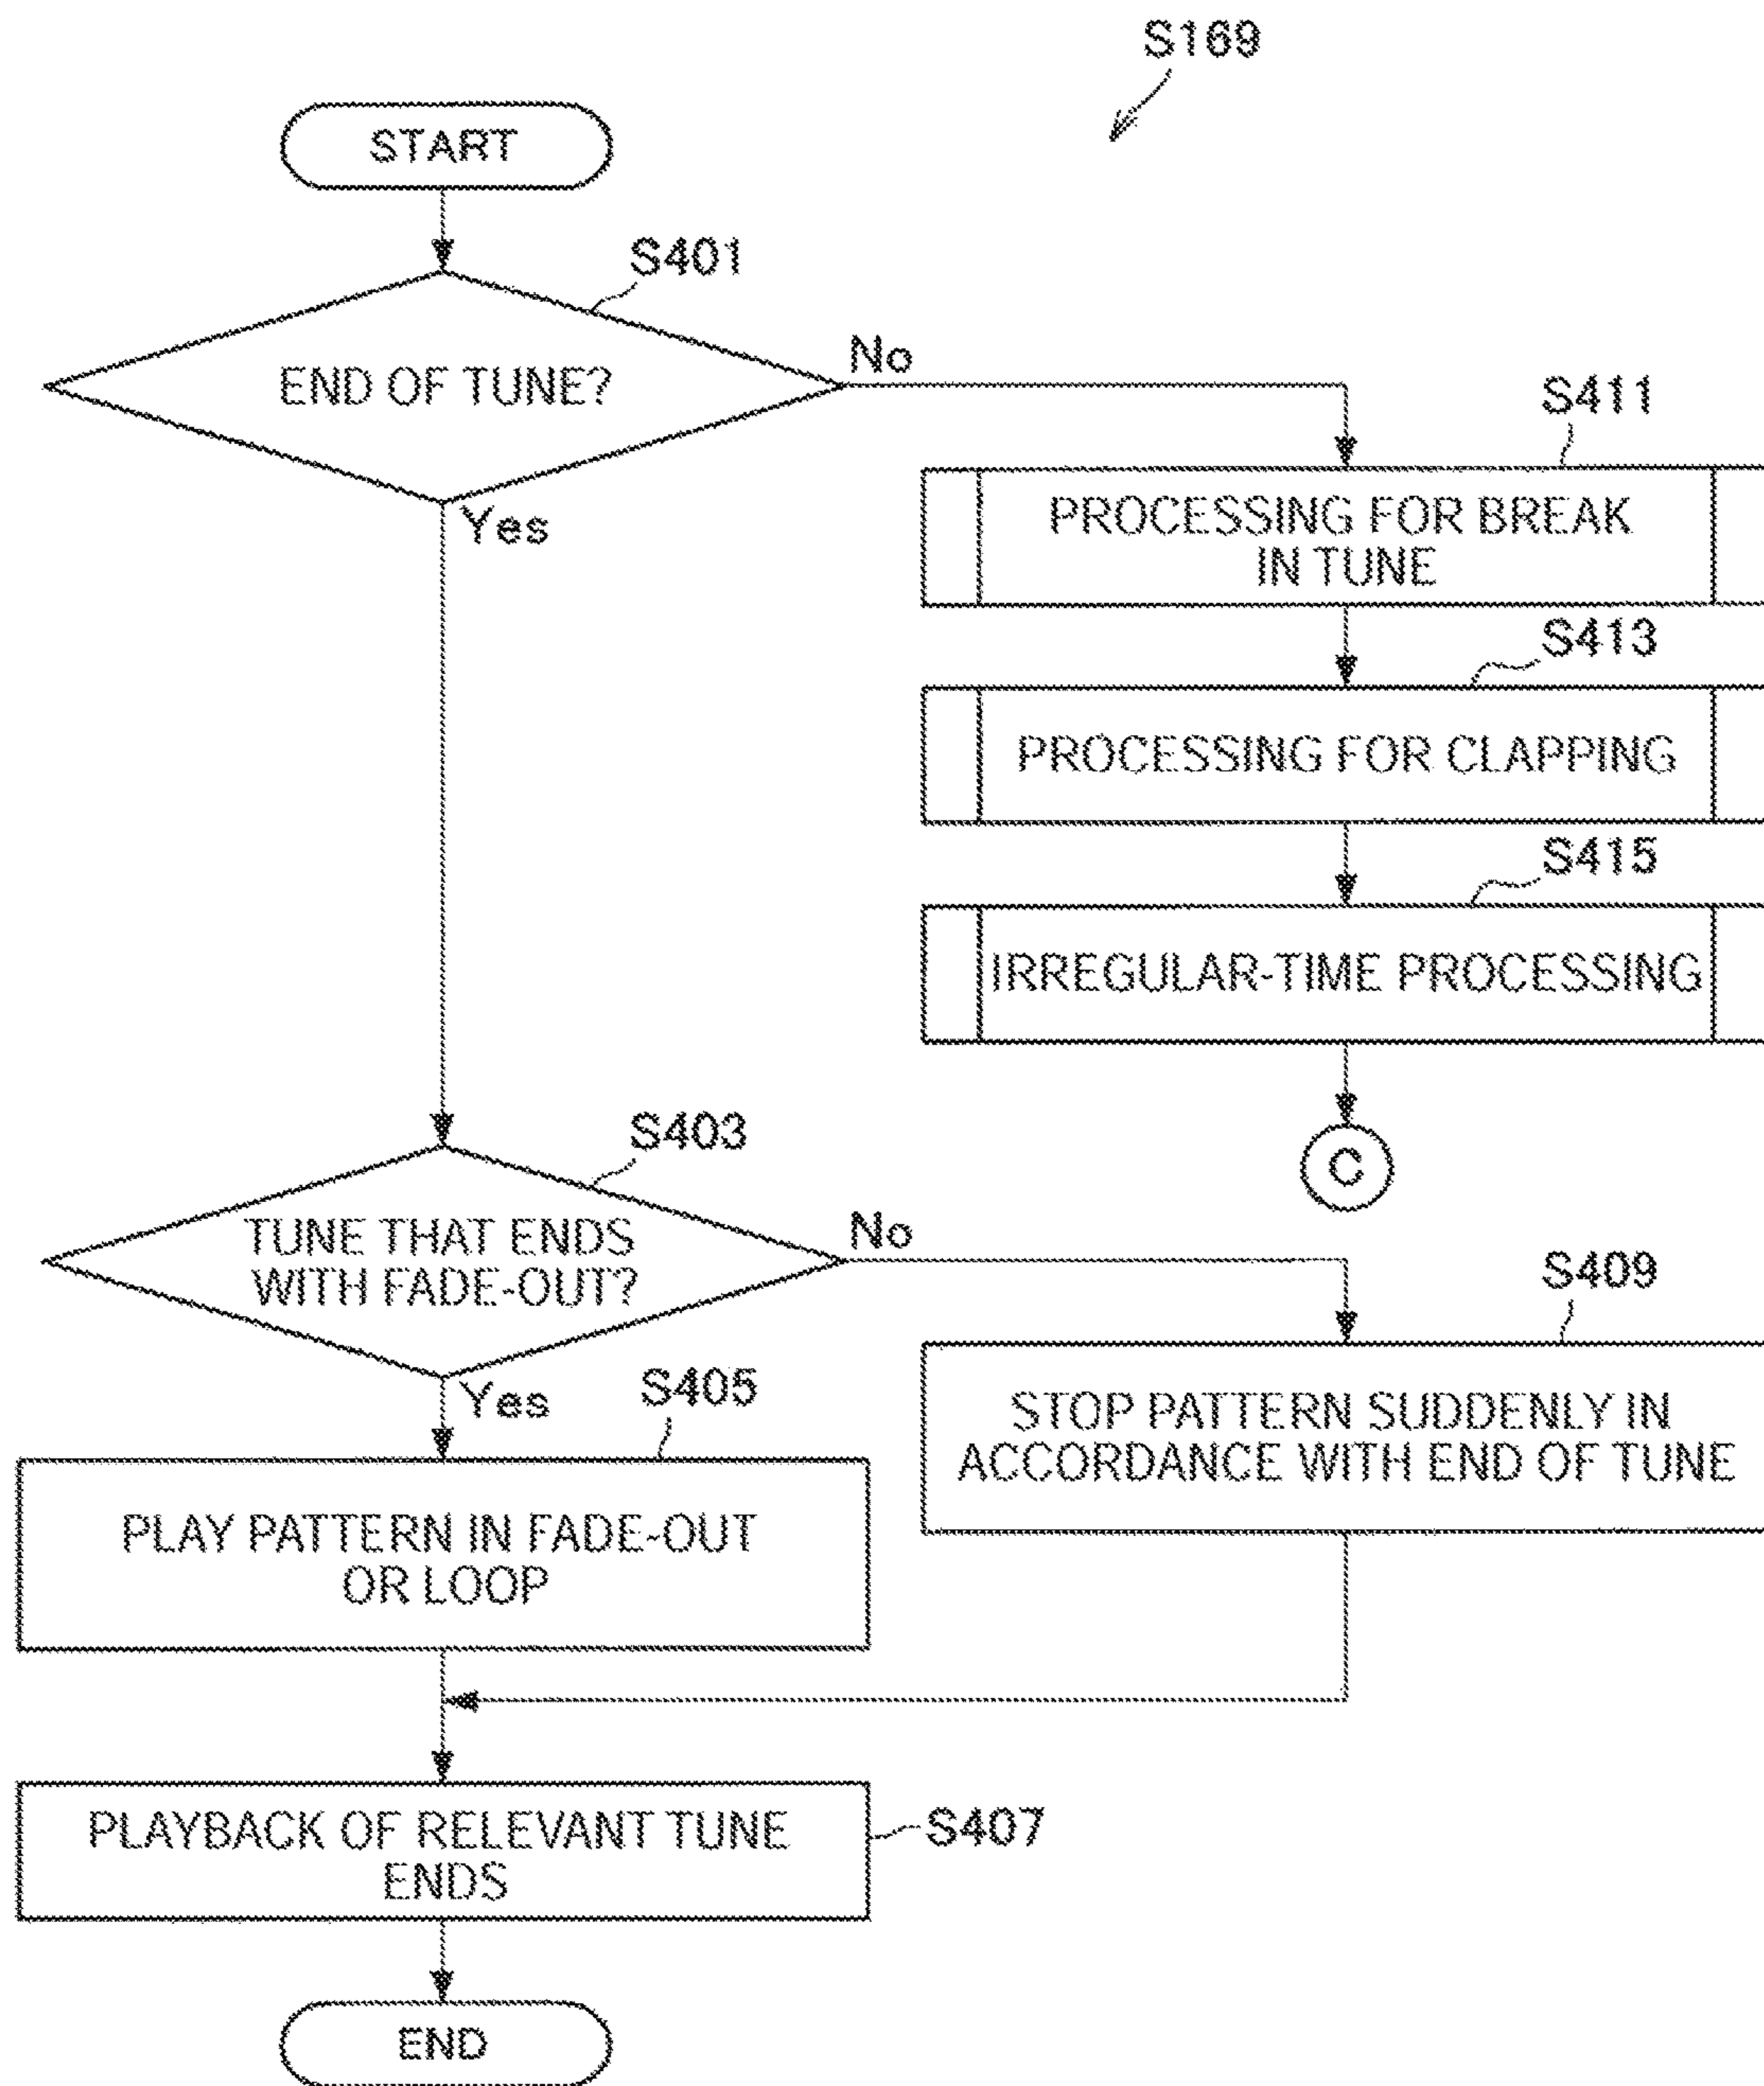 S169
START
S401
END OF TUNE?
No
Yes
S411
PROCESSING FOR BREAK
IN TUNE
S413
PROCESSING FOR CLAPPING
S415
IRREGULAR-TIME PROCESSING
C
S403
TUNE THAT ENDS
WITH FADE-OUT?
No
Yes
S409
STOP PATTERN SUDDENLY IN
ACCORDANCE WITH END OF TUNE
S405
PLAY PATTERN IN FADE-OUT
OR LOOP
PLAYBACK OF RELEVANT TUNE
ENDS
S407
END